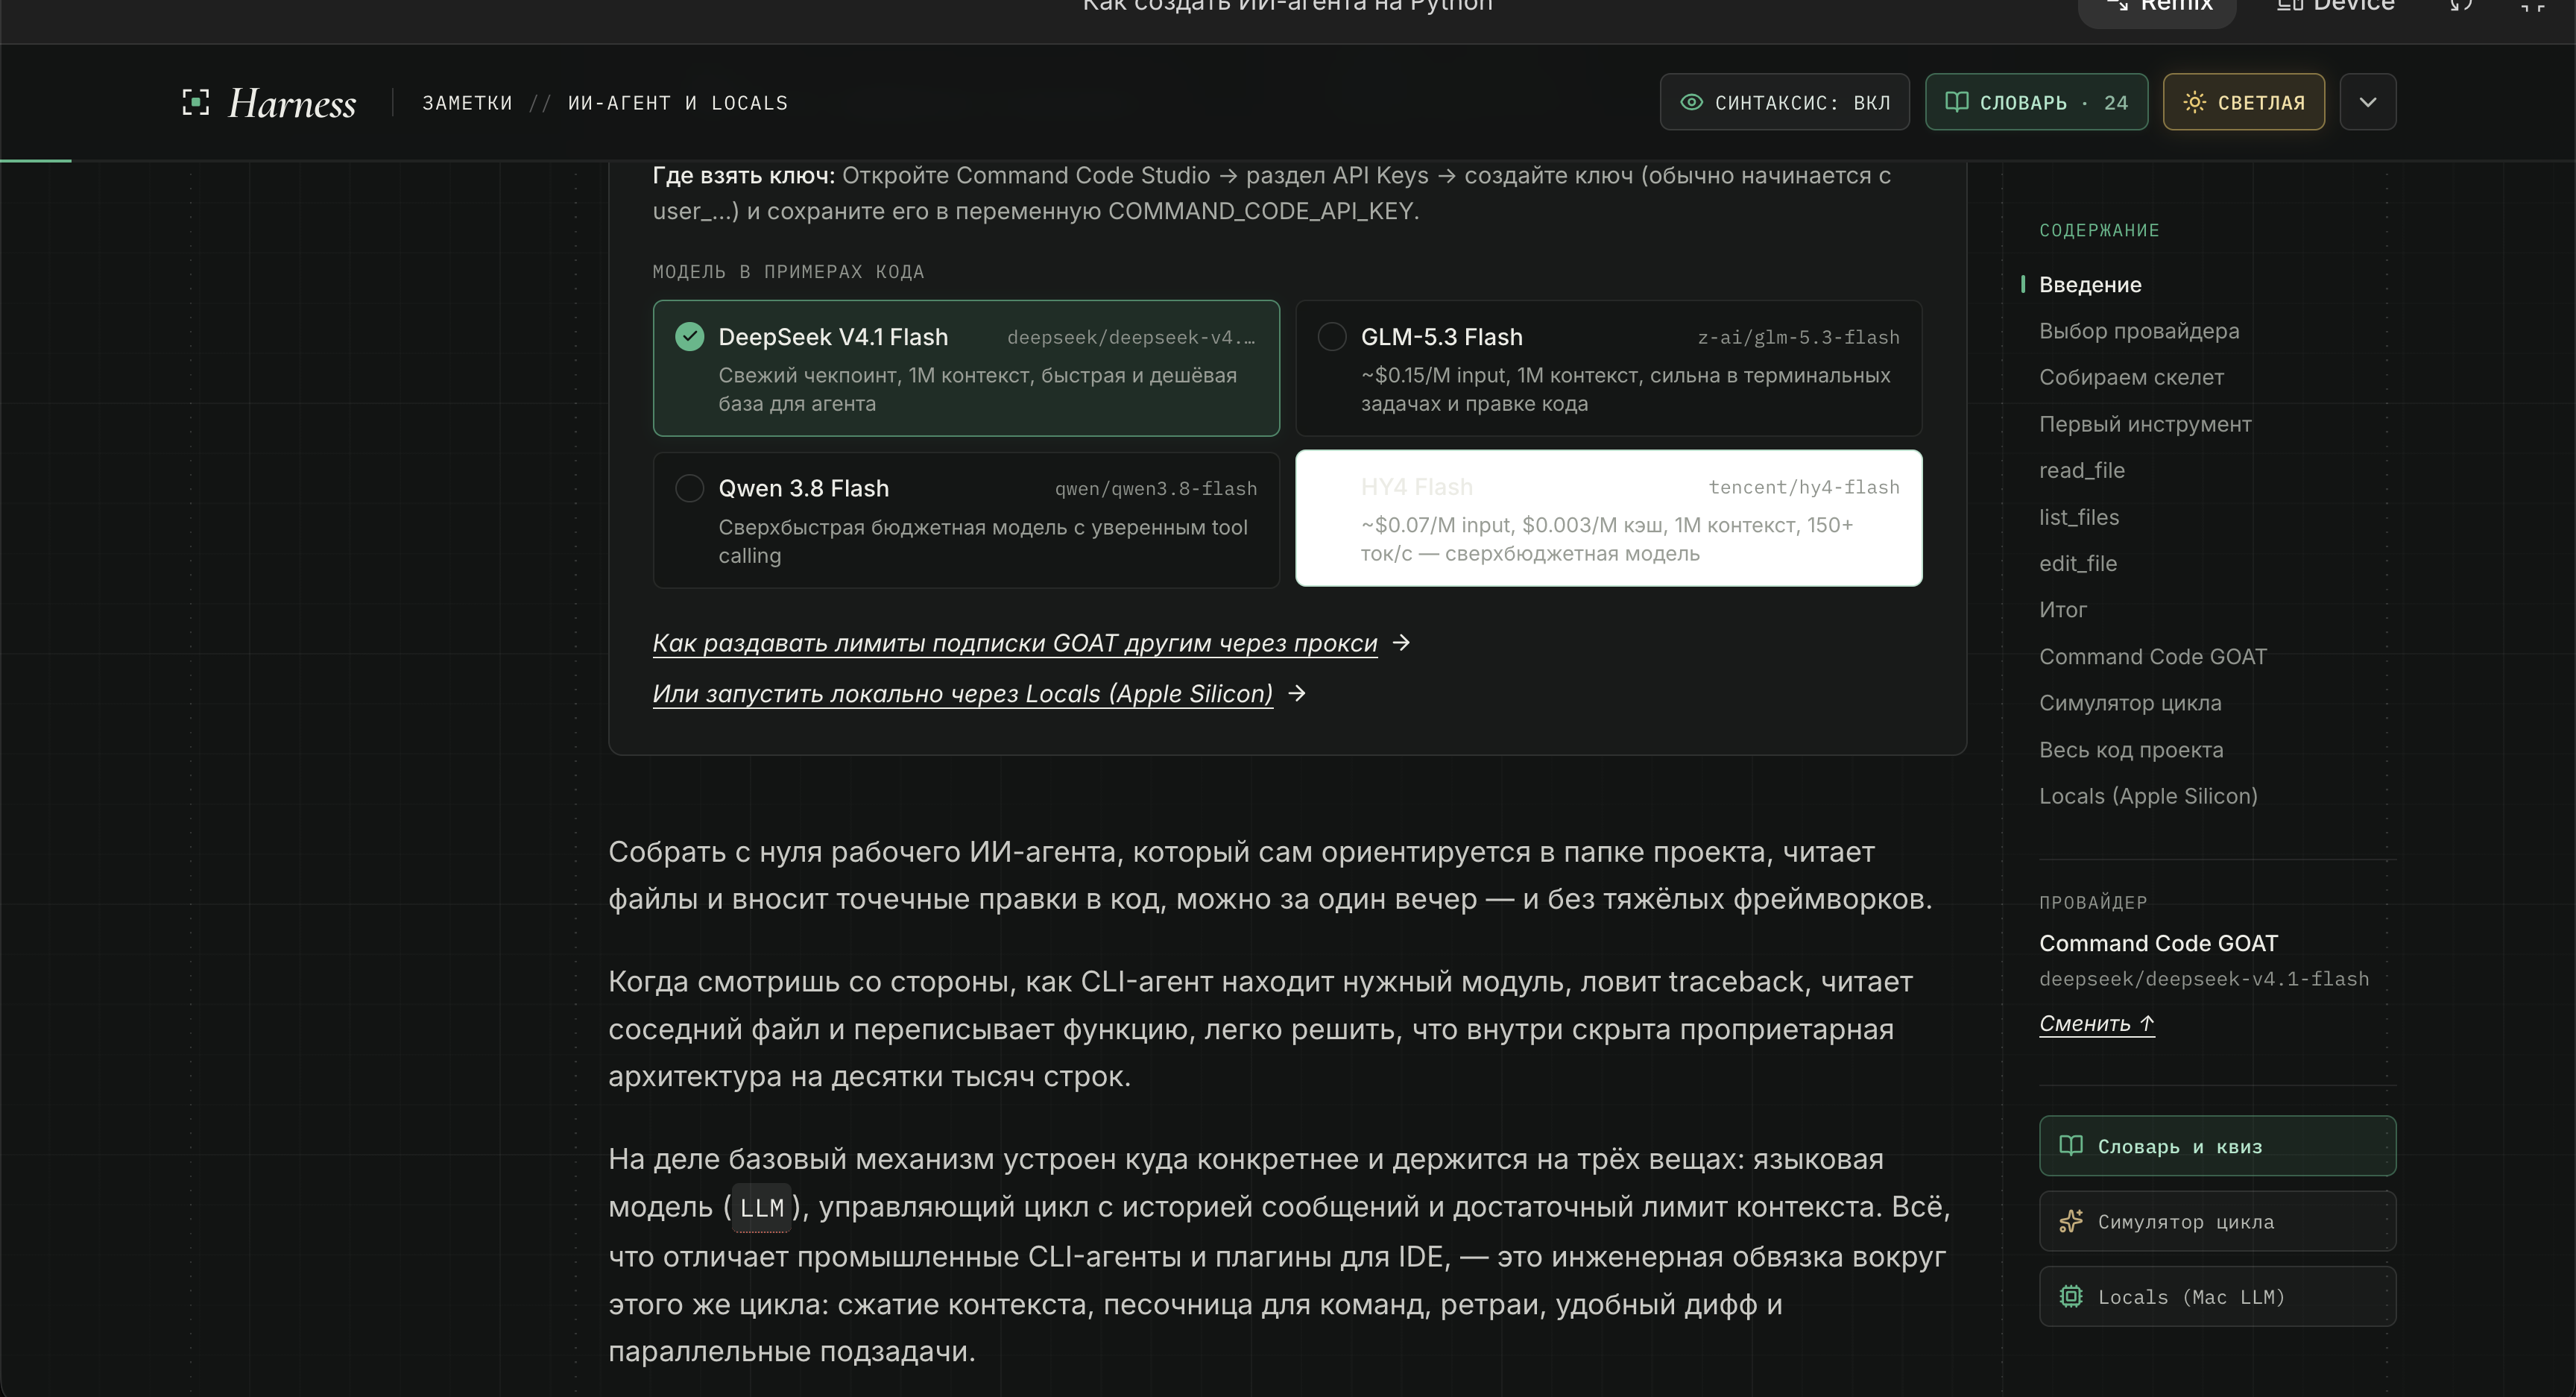 Как создать ИИ-агента на Python
Remix
Device
Harness
ЗАМЕТКИ // ИИ-АГЕНТ И LOCALS
СИНТАКСИС: ВКЛ
СЛОВАРЬ · 24
СВЕТЛАЯ
Где взять ключ: Откройте Command Code Studio → раздел API Keys → создайте ключ (обычно начинается с
user_...) и сохраните его в переменную COMMAND_CODE_API_KEY.
МОДЕЛЬ В ПРИМЕРАХ КОДА
DeepSeek V4.1 Flash
deepseek/deepseek-v4.…
Свежий чекпоинт, 1M контекст, быстрая и дешёвая
база для агента
GLM-5.3 Flash
z-ai/glm-5.3-flash
~$0.15/M input, 1M контекст, сильна в терминальных
задачах и правке кода
Qwen 3.8 Flash
qwen/qwen3.8-flash
Сверхбыстрая бюджетная модель с уверенным tool
calling
HY4 Flash
tencent/hy4-flash
~$0.07/M input, $0.003/M кэш, 1M контекст, 150+
ток/с — сверхбюджетная модель
Как раздавать лимиты подписки GOAT другим через прокси →
Или запустить локально через Locals (Apple Silicon) →
Собрать с нуля рабочего ИИ-агента, который сам ориентируется в папке проекта, читает
файлы и вносит точечные правки в код, можно за один вечер — и без тяжёлых фреймворков.
Когда смотришь со стороны, как CLI-агент находит нужный модуль, ловит traceback, читает
соседний файл и переписывает функцию, легко решить, что внутри скрыта проприетарная
архитектура на десятки тысяч строк.
На деле базовый механизм устроен куда конкретнее и держится на трёх вещах: языковая
модель (LLM), управляющий цикл с историей сообщений и достаточный лимит контекста. Всё,
что отличает промышленные CLI-агенты и плагины для IDE, — это инженерная обвязка вокруг
этого же цикла: сжатие контекста, песочница для команд, ретраи, удобный дифф и
параллельные подзадачи.
СОДЕРЖАНИЕ
Введение
Выбор провайдера
Собираем скелет
Первый инструмент
read_file
list_files
edit_file
Итог
Command Code GOAT
Симулятор цикла
Весь код проекта
Locals (Apple Silicon)
ПРОВАЙДЕР
Command Code GOAT
deepseek/deepseek-v4.1-flash
Сменить ↑
Словарь и квиз
Симулятор цикла
Locals (Mac LLM)